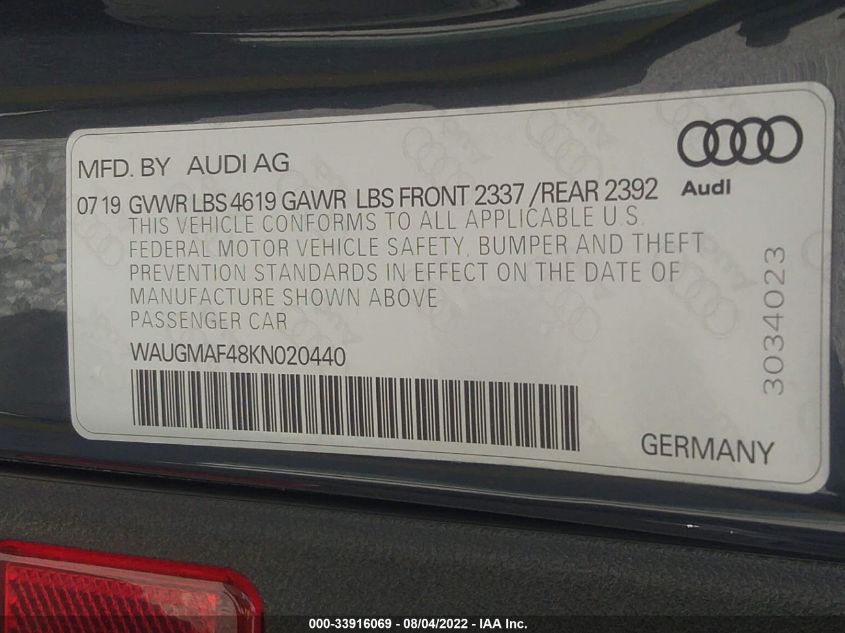 MFD. BY AUDI AG
Audi
07 19 GVWR LBS 4619 GAWR LBS FRONT 2337 / REAR 2392
THIS VEHICLE CONFORMS TO ALL APPLICABLE U.S.
FEDERAL MOTOR VEHICLE SAFETY, BUMPER AND THEFT
PREVENTION STANDARDS IN EFFECT ON THE DATE OF
MANUFACTURE SHOWN ABOVE
PASSENGER CAR
WAUGMAF48KN020440
3034023
GERMANY
000-33916069 - 08/04/2022 - IAA Inc.